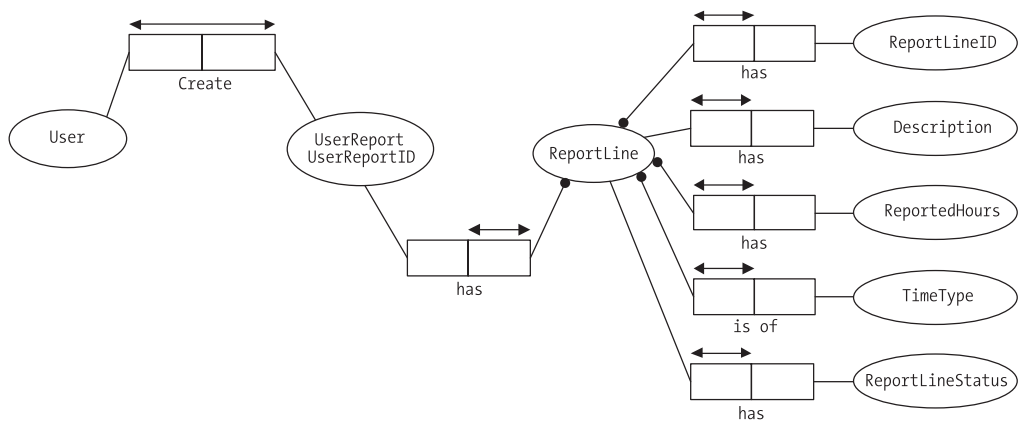 Create
User
UserReport
UserReportID
has
ReportLine
has
ReportLineID
has
Description
has
ReportedHours
is of
TimeType
has
ReportLineStatus